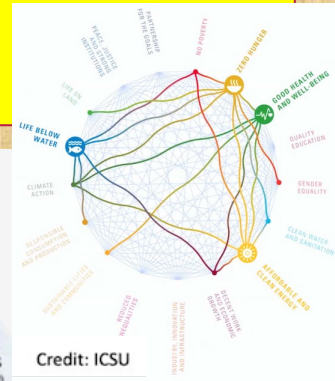 PARTNERSHIP
FOR THE GOALS
NO POVERTY
ZERO HUNGER
GOOD HEALTH
AND WELL-BEING
QUALITY
EDUCATION
GENDER
EQUALITY
CLEAN WATER
AND SANITATION
AFFORDABLE AND
CLEAN ENERGY
DECENT WORK
AND ECONOMIC
GROWTH
INDUSTRY, INNOVATION
AND INFRASTRUCTURE
REDUCED
INEQUALITIES
SUSTAINABLE CITIES
AND COMMUNITIES
RESPONSIBLE
CONSUMPTION
AND PRODUCTION
CLIMATE
ACTION
LIFE BELOW
WATER
LIFE ON
LAND
PEACE, JUSTICE
AND STRONG
INSTITUTIONS
s
Credit: ICSU